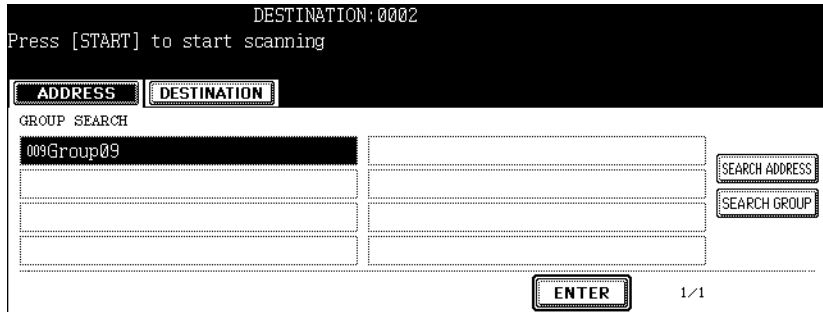 DESTINATION:0002
Press [START] to start scanning
ADDRESS DESTINATION
GROUP SEARCH
009Group09
SEARCH ADDRESS
SEARCH GROUP
ENTER 1/1